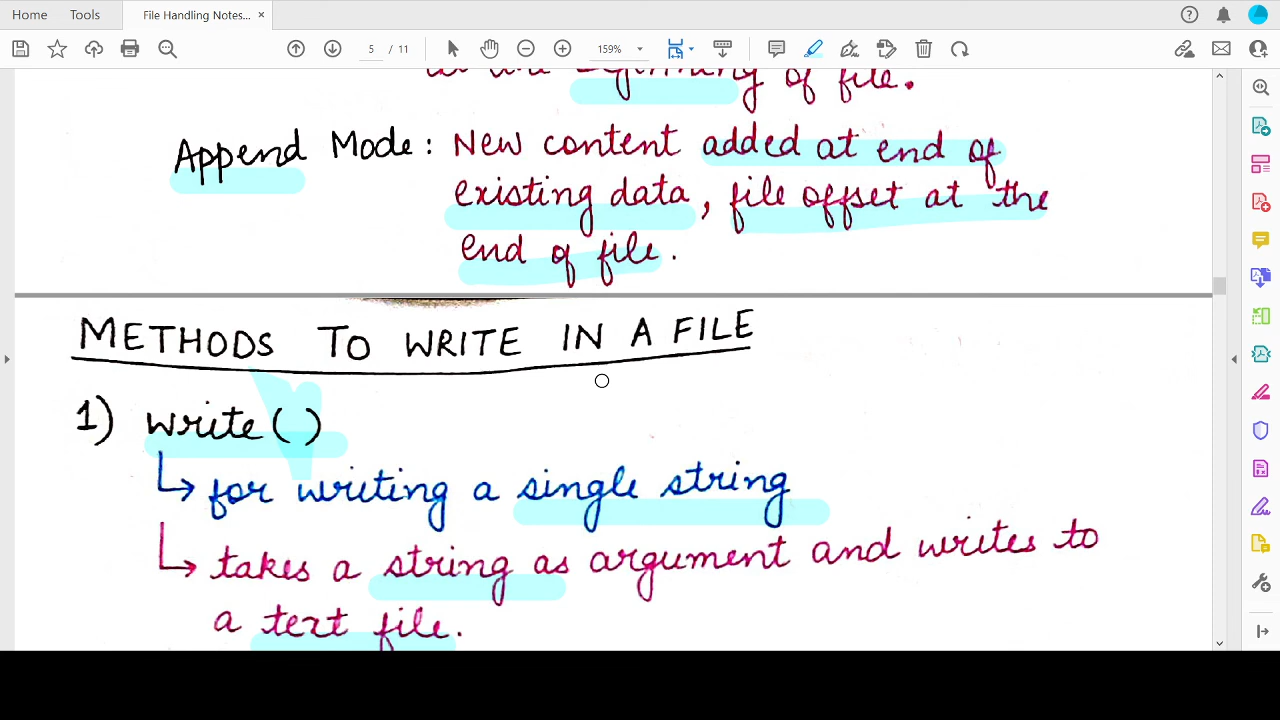 Home Tools File Handling Notes... ×
5 / 11 159%
of file.
Append Mode: New content added at end of
existing data, file offset at the
end of file.
METHODS TO WRITE IN A FILE
1) write()
↳ for writing a single string
↳ takes a string as argument and writes to
a text file.